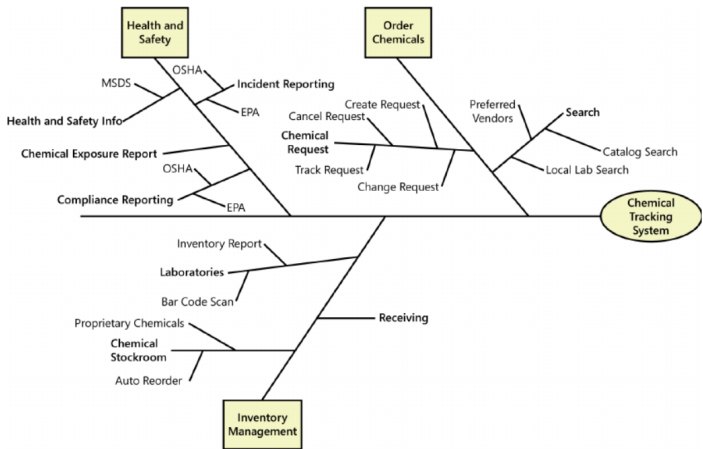 Health and
Safety
Order
Chemicals
OSHA
MSDS
Incident Reporting
EPA
Health and Safety Info
Chemical Exposure Report
OSHA
Compliance Reporting
EPA
Create Request
Cancel Request
Chemical
Request
Track Request
Change Request
Preferred
Vendors
Search
Catalog Search
Local Lab Search
Chemical
Tracking
System
Inventory Report
Laboratories
Bar Code Scan
Receiving
Proprietary Chemicals
Chemical
Stockroom
Auto Reorder
Inventory
Management